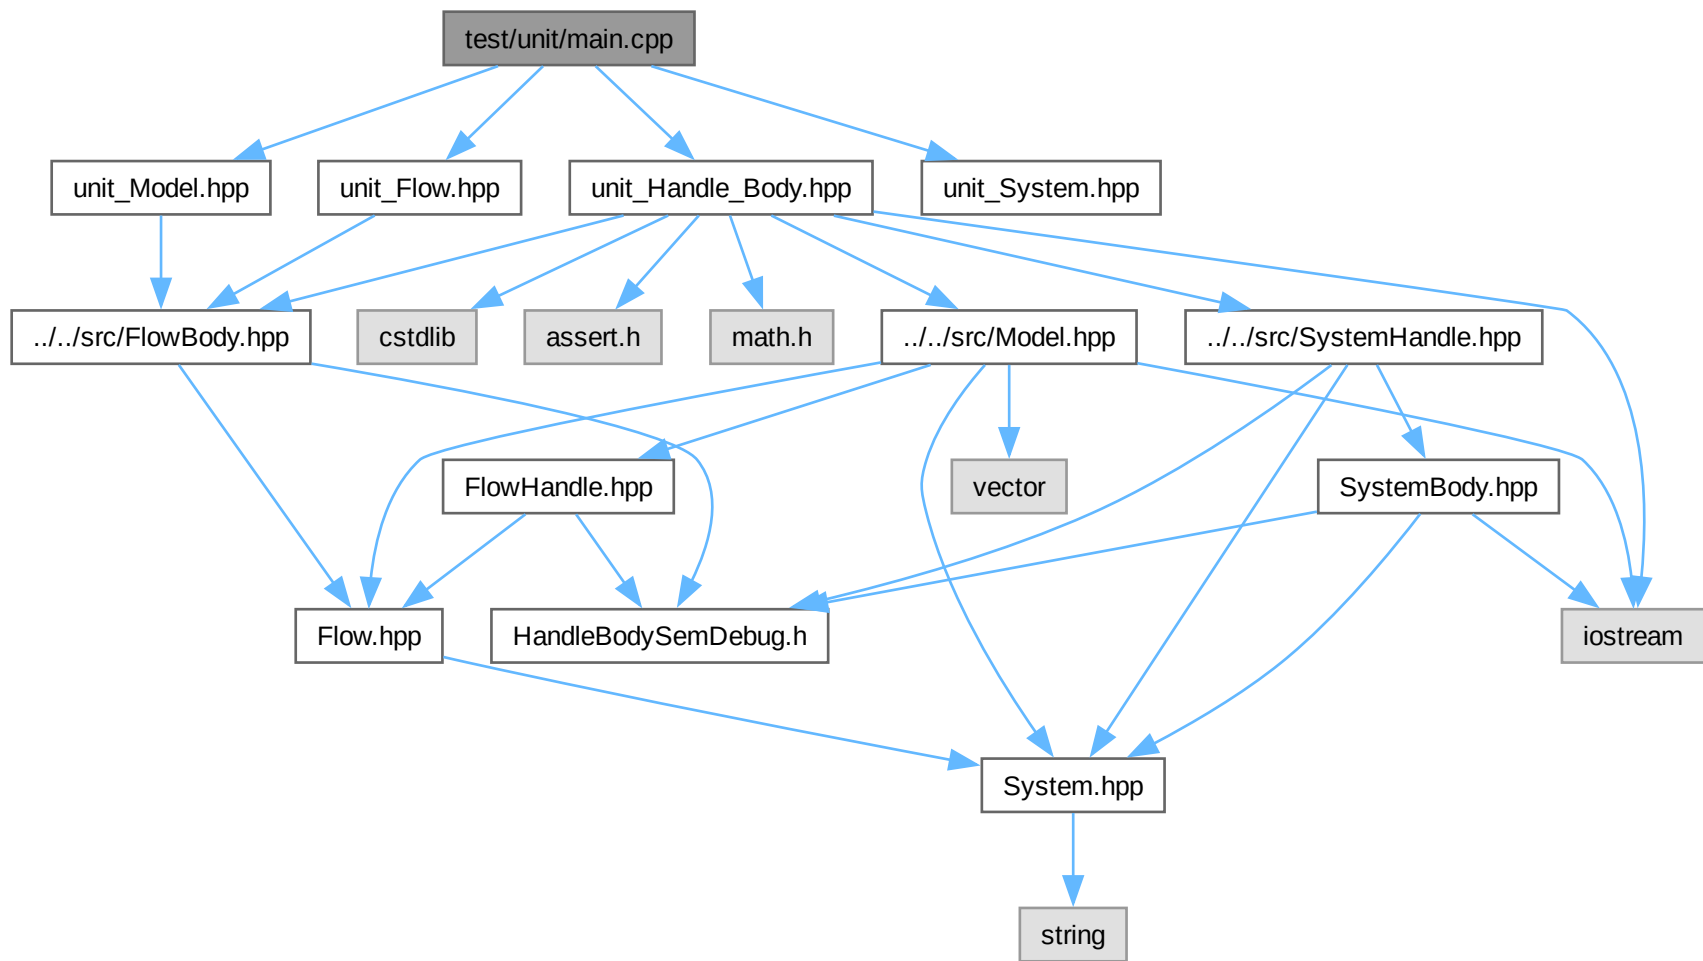 test/unit/main.cpp
unit_Model.hpp
unit_Flow.hpp
unit_Handle_Body.hpp
unit_System.hpp
../../src/FlowBody.hpp
cstdlib
assert.h
math.h
../../src/Model.hpp
../../src/SystemHandle.hpp
FlowHandle.hpp
vector
SystemBody.hpp
Flow.hpp
HandleBodySemDebug.h
iostream
System.hpp
string